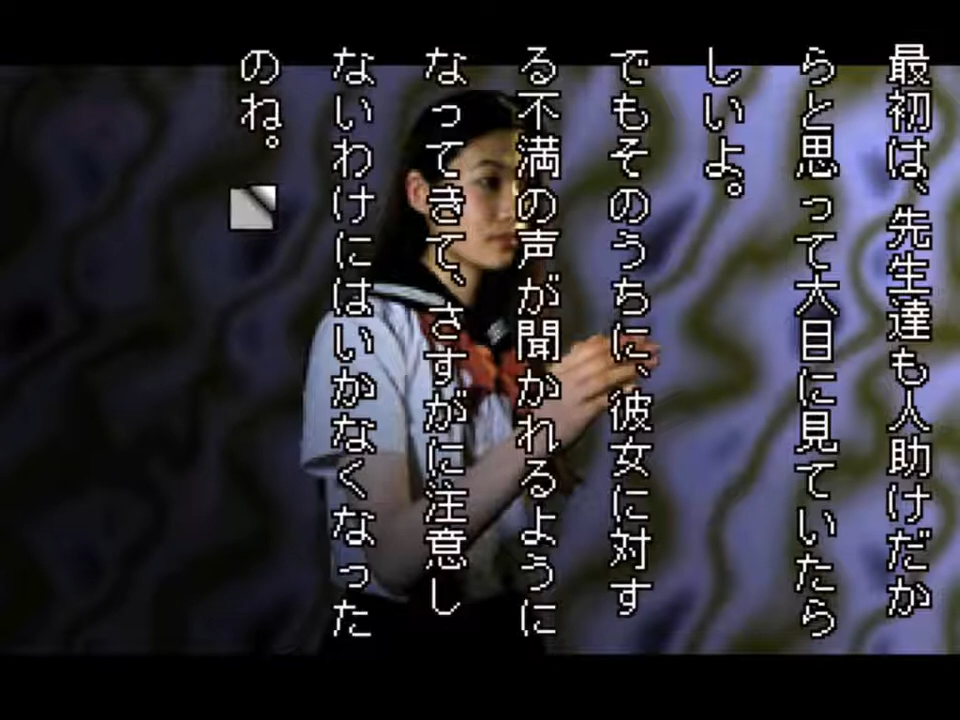 最初は、先生達も人助けだか
らと思って大目に見ていたら
しいよ。
でもそのうちに、彼女に対す
る不満の声が聞かれるように
なってきて、さすがに注意し
ないわけにはいかなくなった
のね。